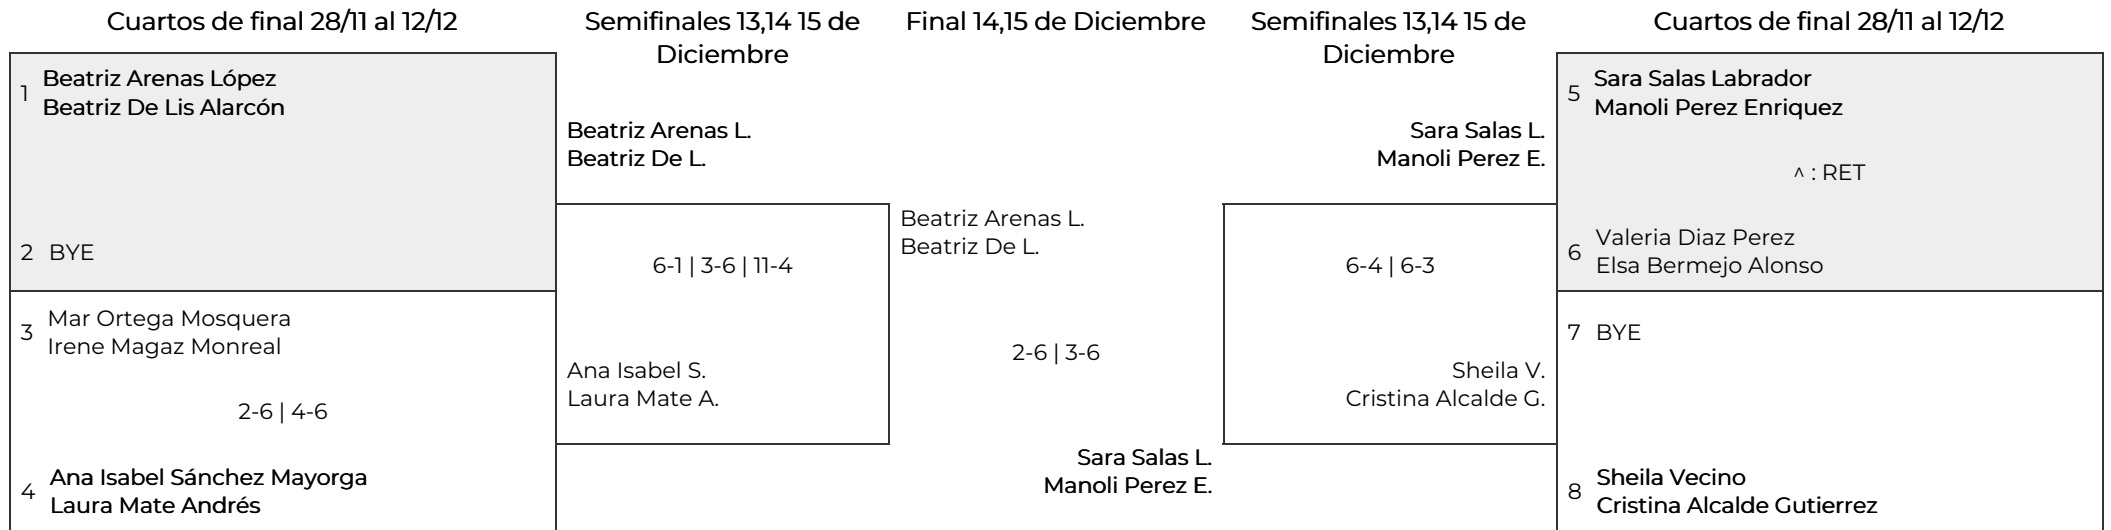 Cuartos de final 28/11 al 12/12
Semifinales 13,14 15 de
Diciembre
Final 14,15 de Diciembre
Semifinales 13,14 15 de
Diciembre
Cuartos de final 28/11 al 12/12
1
Beatriz Arenas López
Beatriz De Lis Alarcón
2 BYE
3
Mar Ortega Mosquera
Irene Magaz Monreal
2-6 | 4-6
4
Ana Isabel Sánchez Mayorga
Laura Mate Andrés
Beatriz Arenas L.
Beatriz De L.
6-1 | 3-6 | 11-4
Ana Isabel S.
Laura Mate A.
Beatriz Arenas L.
Beatriz De L.
2-6 | 3-6
Sara Salas L.
Manoli Perez E.
Sara Salas L.
Manoli Perez E.
6-4 | 6-3
Sheila V.
Cristina Alcalde G.
5
Sara Salas Labrador
Manoli Perez Enriquez
^ : RET
6
Valeria Diaz Perez
Elsa Bermejo Alonso
7 BYE
8
Sheila Vecino
Cristina Alcalde Gutierrez